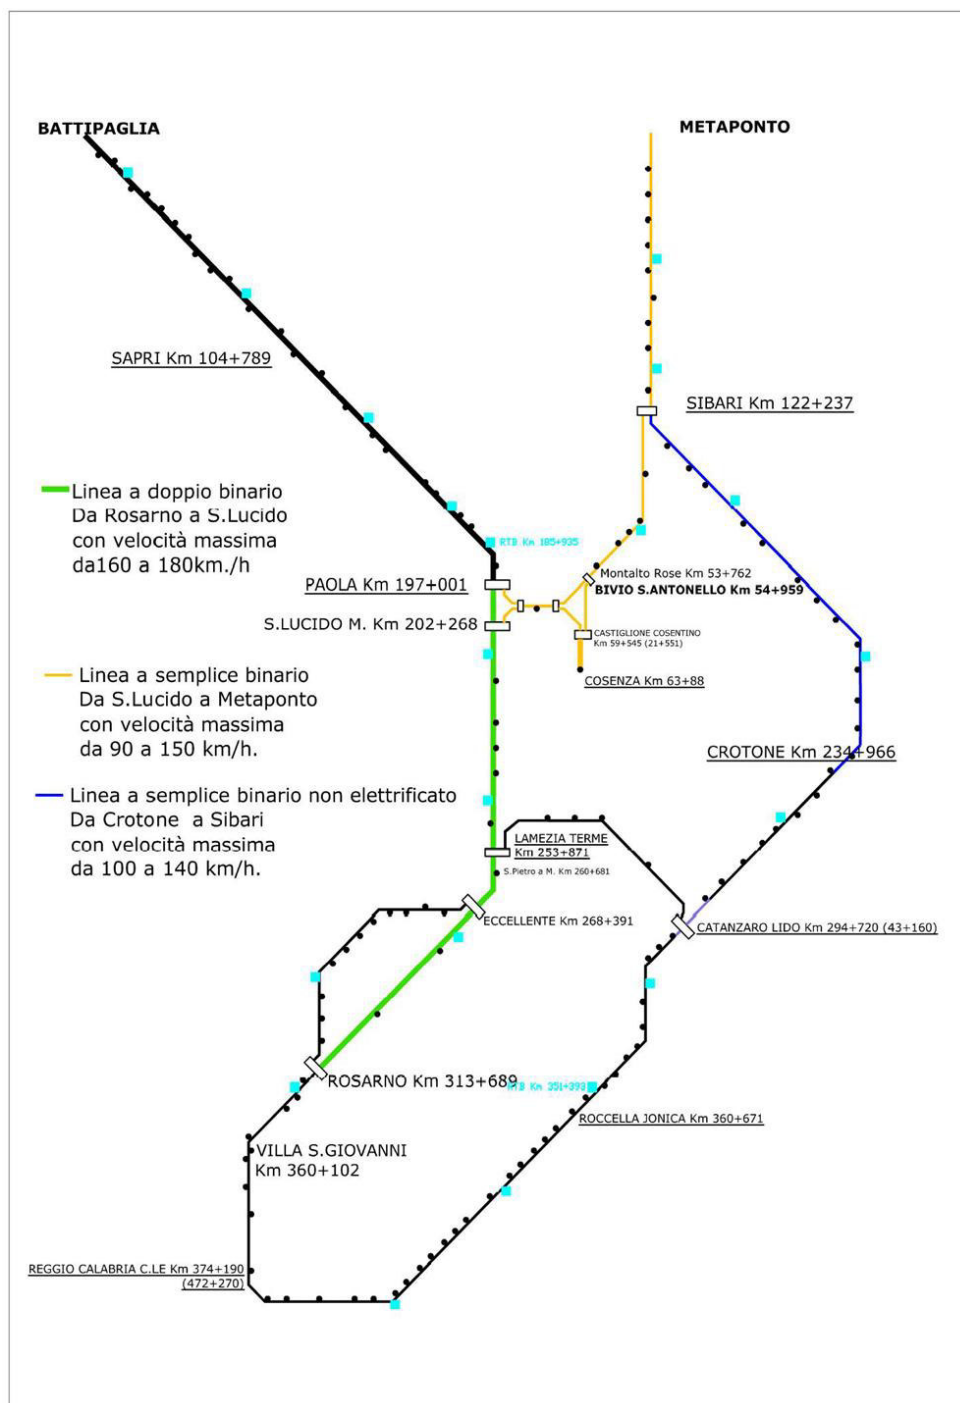 BATTIPAGLIA
METAPONTO
SAPRI Km 104+789
SIBARI Km 122+237
Linea a doppio binario
Da Rosarno a S.Lucido
con velocità massima
da160 a 180km./h
RTB Km 185+935
PAOLA Km 197+001
Montalto Rose Km 53+762
BIVIO S.ANTONELLO Km 54+959
S.LUCIDO M. Km 202+268
CASTIGLIONE COSENTINO
Km 59+545 (21+551)
COSENZA Km 63+88
Linea a semplice binario
Da S.Lucido a Metaponto
con velocità massima
da 90 a 150 km/h.
CROTONE Km 234+966
Linea a semplice binario non elettrificato
Da Crotone a Sibari
con velocità massima
da 100 a 140 km/h.
LAMEZIA TERME
Km 253+871
S.Pietro a M. Km 260+681
ECCELLENTE Km 268+391
CATANZARO LIDO Km 294+720 (43+160)
ROSARNO Km 313+689
RTB Km 351+393
ROCCELLA JONICA Km 360+671
VILLA S.GIOVANNI
Km 360+102
REGGIO CALABRIA C.LE Km 374+190
(472+270)